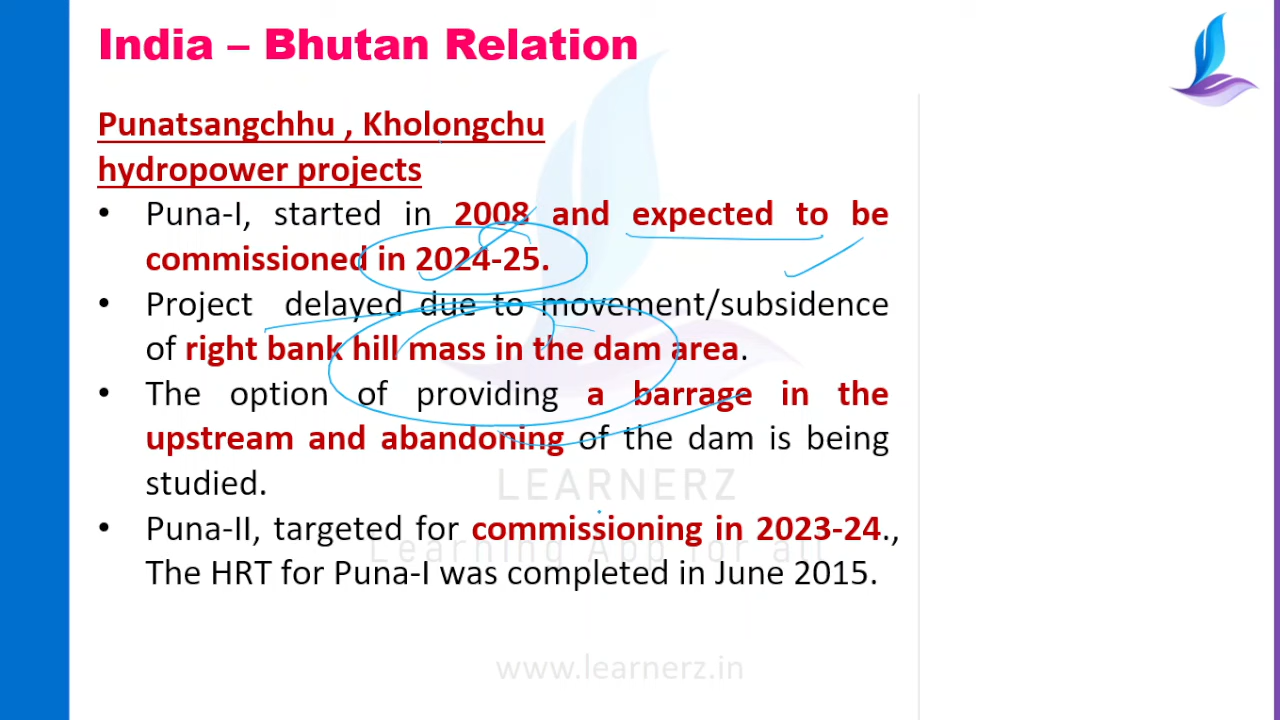 India – Bhutan Relation
Punatsangchhu , Kholongchu
hydropower projects
• Puna-I, started in 2008 and expected to be
commissioned in 2024-25.
• Project delayed due to movement/subsidence
of right bank hill mass in the dam area.
• The option of providing a barrage in the
upstream and abandoning of the dam is being
studied.
LEARNERZ
• Puna-II, targeted for commissioning in 2023-24.,
Learning App for all
The HRT for Puna-I was completed in June 2015.
www.learnerz.in